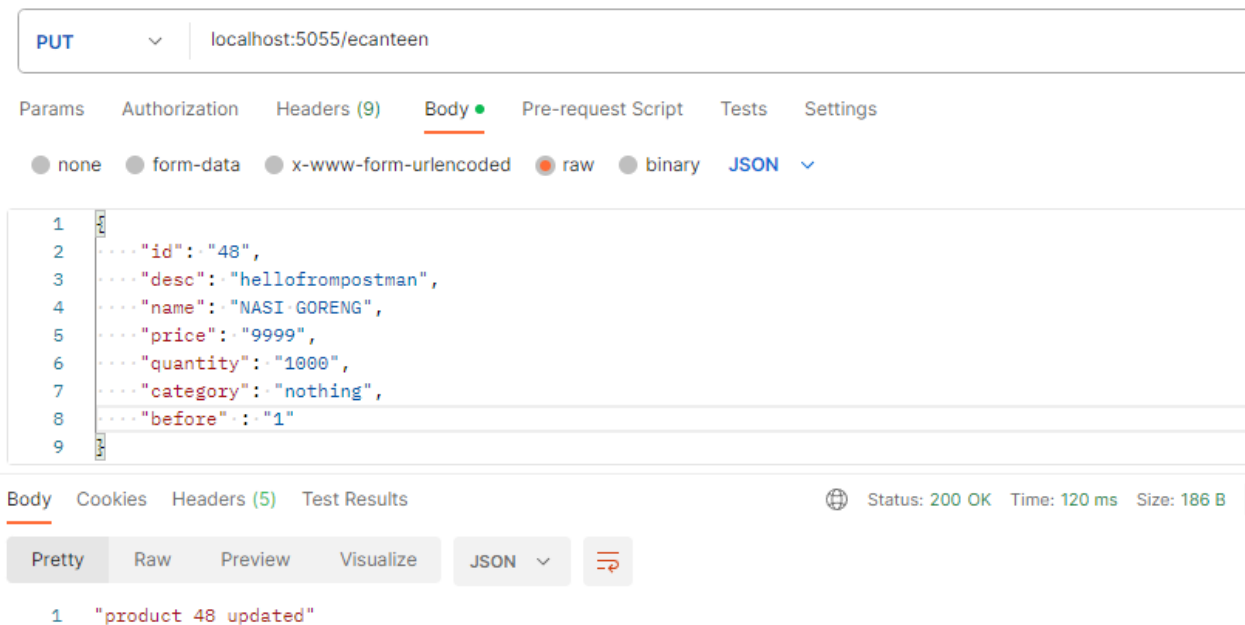 PUT localhost:5055/ecanteen
Params Authorization Headers (9) Body Pre-request Script Tests Settings
none form-data x-www-form-urlencoded raw binary JSON
1 {
2 "id": "48",
3 "desc": "hellofrompostman",
4 "name": "NASI GORENG",
5 "price": "9999",
6 "quantity": "1000",
7 "category": "nothing",
8 "before" : "1"
9 }
Body Cookies Headers (5) Test Results Status: 200 OK Time: 120 ms Size: 186 B
Pretty Raw Preview Visualize JSON
1 "product 48 updated"